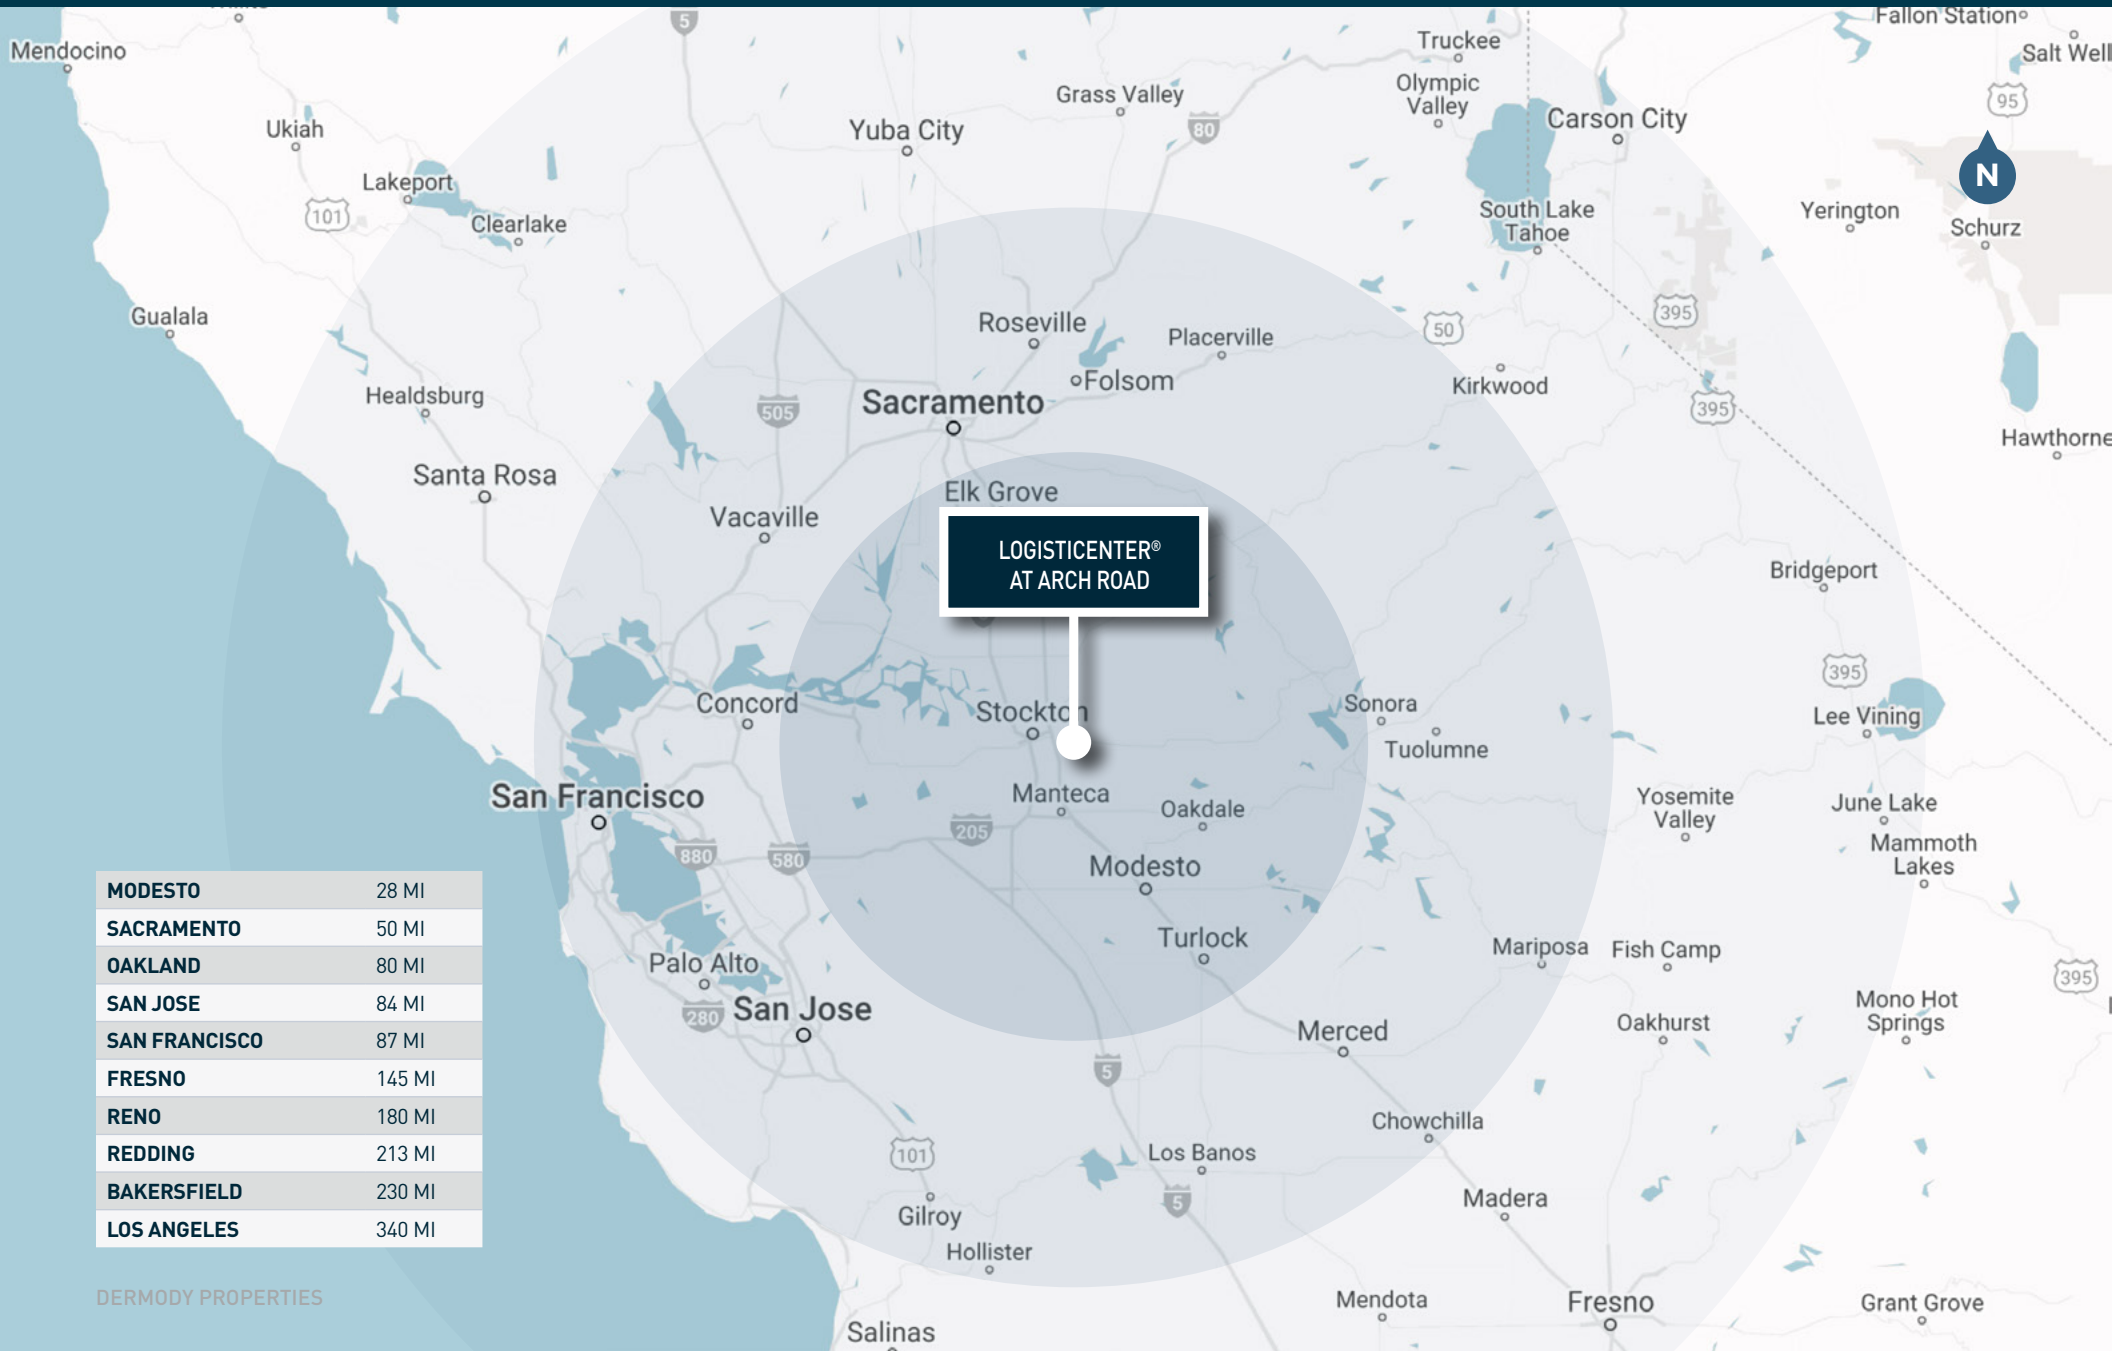 Fallon Station
Mendocino
Truckee
Salt Well
5
Olympic
Valley
Grass Valley
95
Carson City
Ukiah
Yuba City
80
N
Lakeport
101
Clearlake
South Lake
Tahoe
Yerington
Schurz
Gualala
Roseville
Placerville
50
395
Folsom
Healdsburg
505
Sacramento
Kirkwood
395
Hawthorne
Santa Rosa
Elk Grove
Vacaville
LOGISTICENTER®
AT ARCH ROAD
Bridgeport
395
Concord
Stockton
Sonora
Lee Vining
Tuolumne
San Francisco
Manteca
Oakdale
Yosemite
Valley
June Lake
205
880
580
Mammoth
Lakes
Modesto
Turlock
Mariposa
Fish Camp
Palo Alto
395
San Jose
280
Mono Hot
Springs
Merced
Oakhurst
5
Chowchilla
101
Los Banos
5
Madera
Gilroy
Hollister
Mendota
Fresno
Grant Grove
Salinas
MODESTO 28 MI
SACRAMENTO 50 MI
OAKLAND 80 MI
SAN JOSE 84 MI
SAN FRANCISCO 87 MI
FRESNO 145 MI
RENO 180 MI
REDDING 213 MI
BAKERSFIELD 230 MI
LOS ANGELES 340 MI
DERMODY PROPERTIES